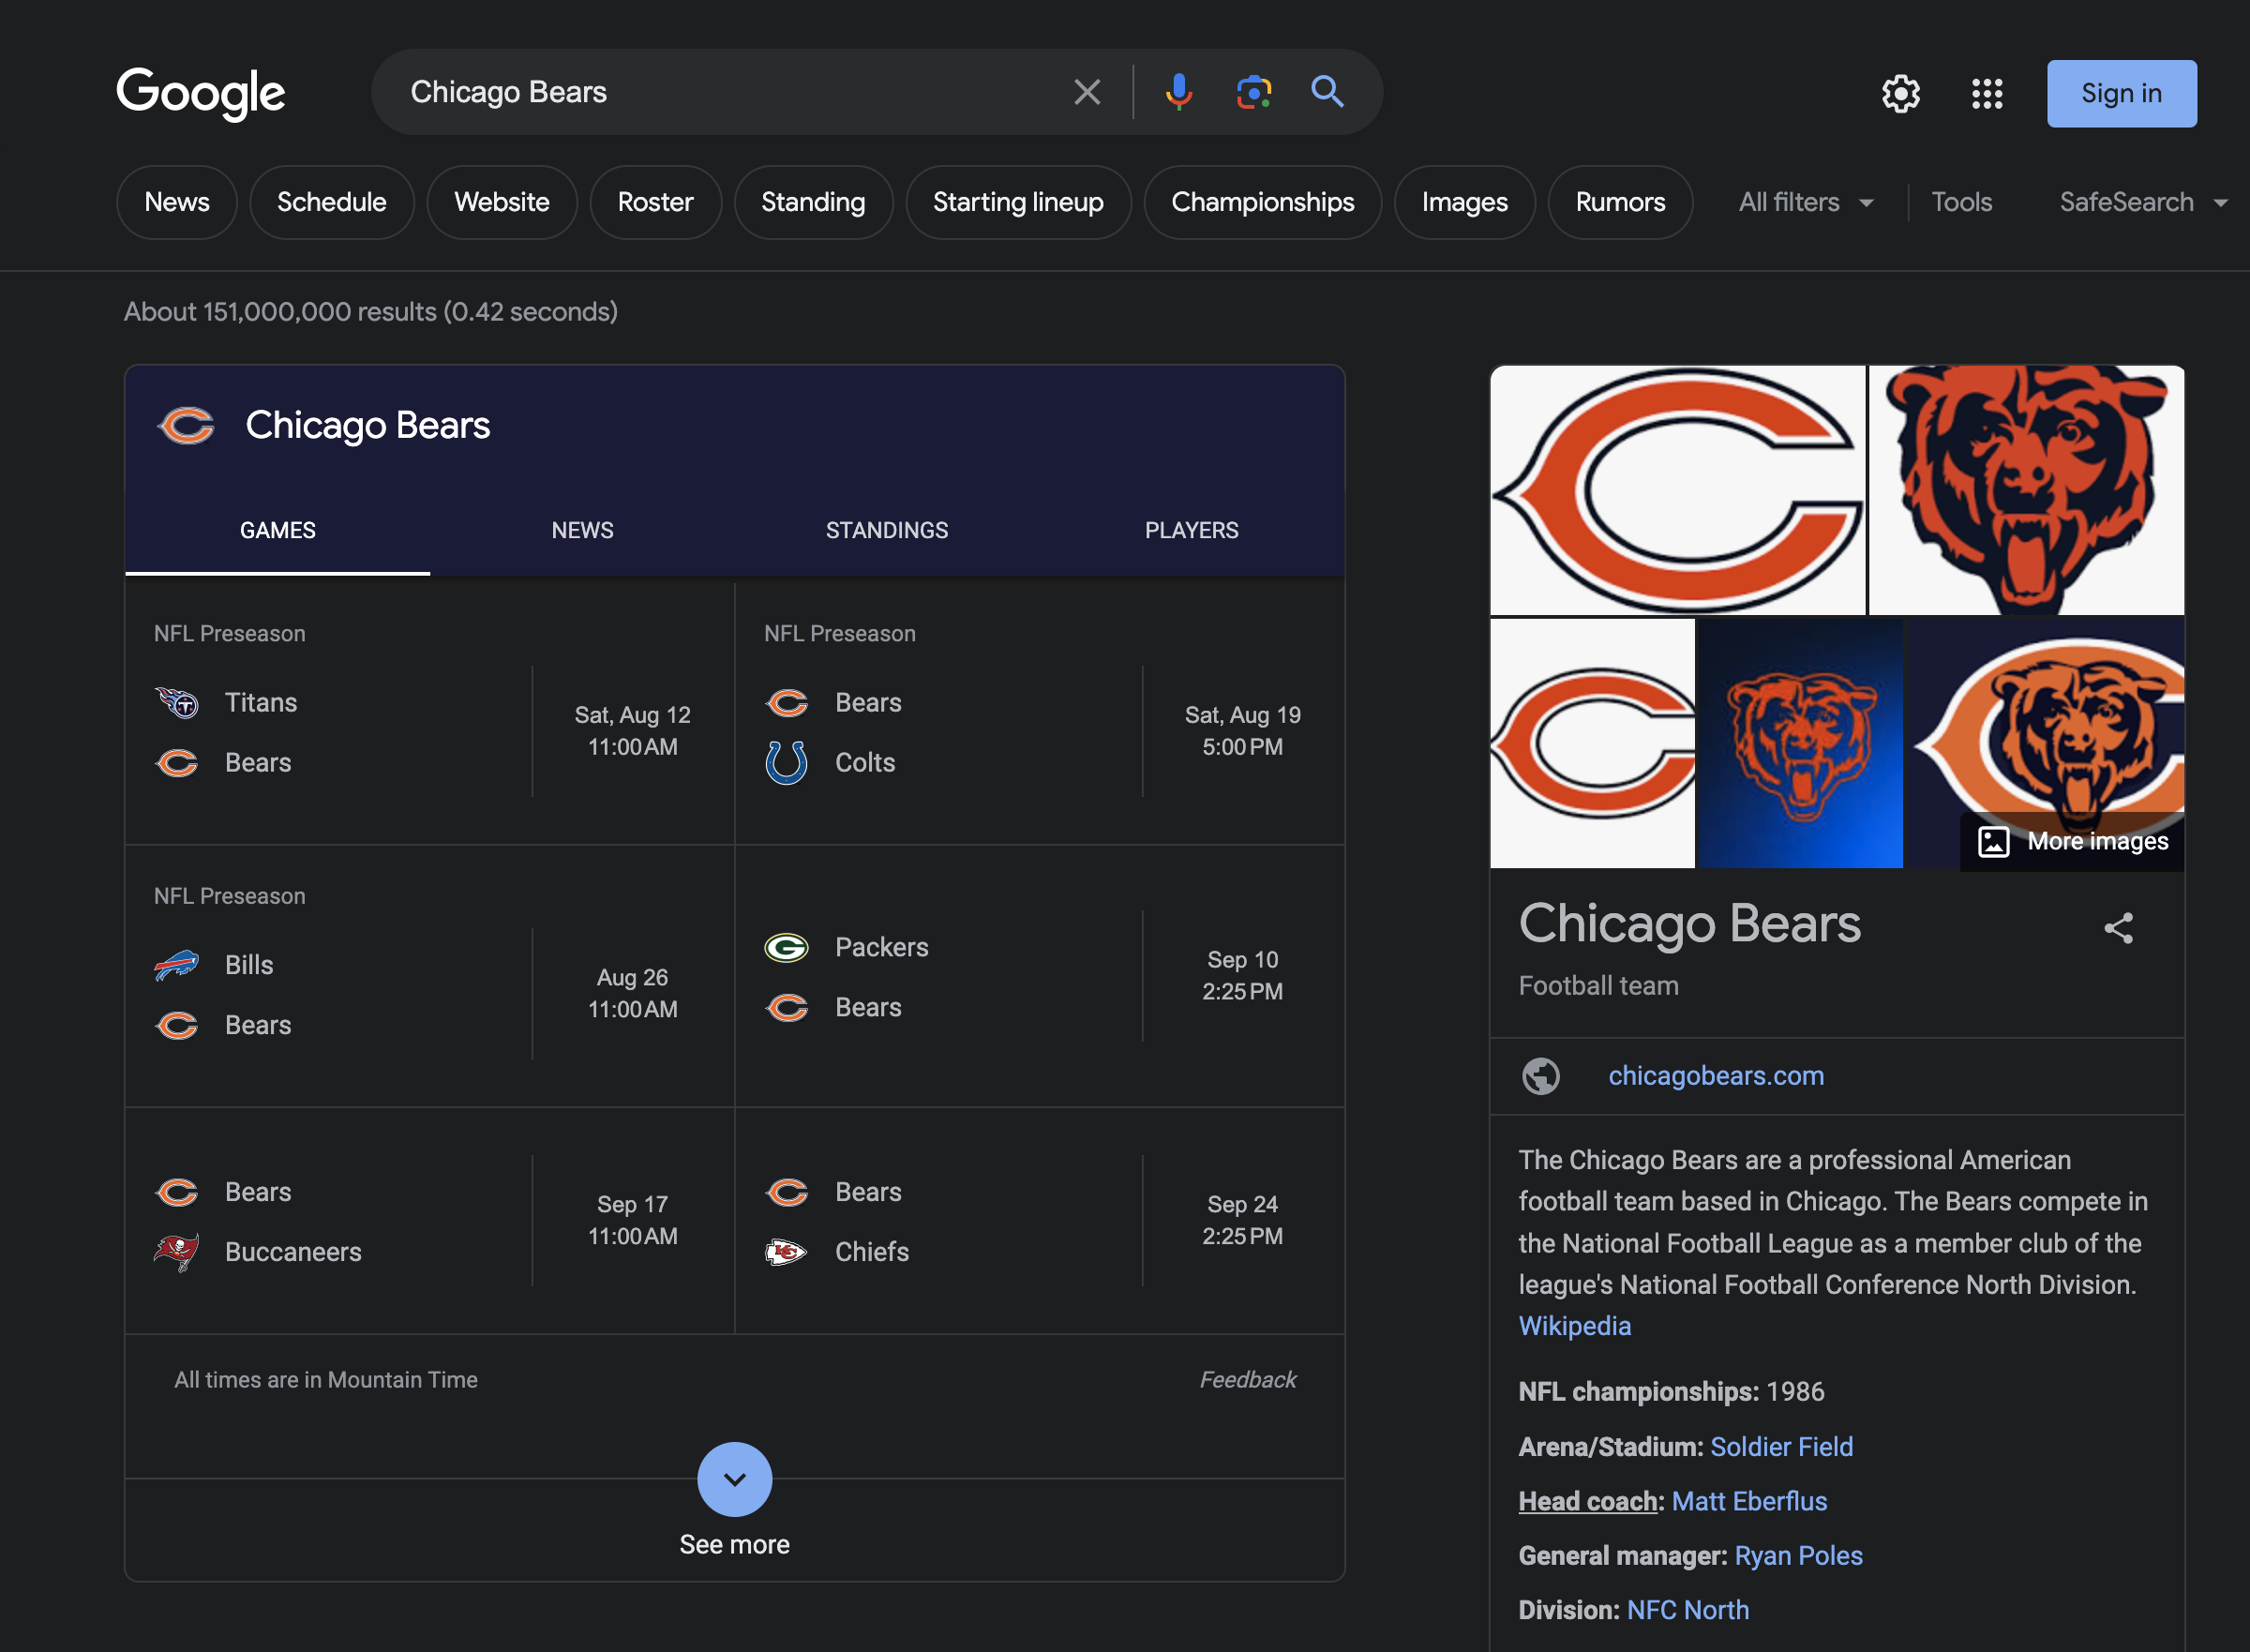 Google
Chicago Bears
Sign in
News
Schedule
Website
Roster
Standing
Starting lineup
Championships
Images
Rumors
All filters
Tools
SafeSearch
About 151,000,000 results (0.42 seconds)
Chicago Bears
GAMES
NEWS
STANDINGS
PLAYERS
NFL Preseason
Titans
Bears
Sat, Aug 12
11:00 AM
NFL Preseason
Bears
Colts
Sat, Aug 19
5:00 PM
NFL Preseason
Bills
Bears
Aug 26
11:00 AM
Packers
Bears
Sep 10
2:25 PM
Bears
Buccaneers
Sep 17
11:00 AM
Bears
Chiefs
Sep 24
2:25 PM
All times are in Mountain Time
Feedback
See more
More images
Chicago Bears
Football team
chicagobears.com
The Chicago Bears are a professional American
football team based in Chicago. The Bears compete in
the National Football League as a member club of the
league's National Football Conference North Division.
Wikipedia
NFL championships: 1986
Arena/Stadium: Soldier Field
Head coach: Matt Eberflus
General manager: Ryan Poles
Division: NFC North